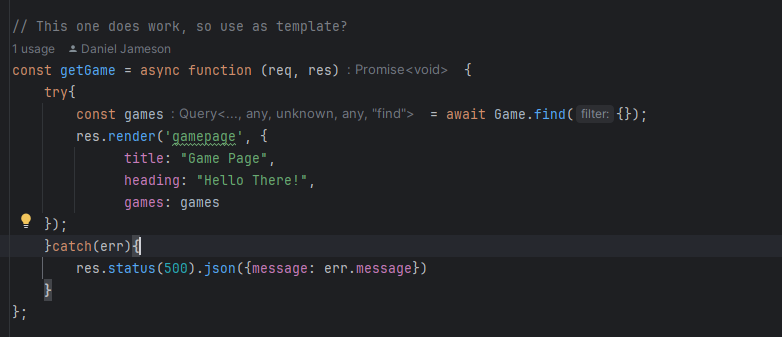 // This one does work, so use as template?
1 usage  Daniel Jameson
const getGame = async function (req, res) : Promise<void>  {
    try{
        const games : Query<..., any, unknown, any, "find">  = await Game.find( filter: {});
        res.render('gamepage', {
              title: "Game Page",
              heading: "Hello There!",
              games: games
    });
    }catch(err){
        res.status(500).json({message: err.message})
    }
};